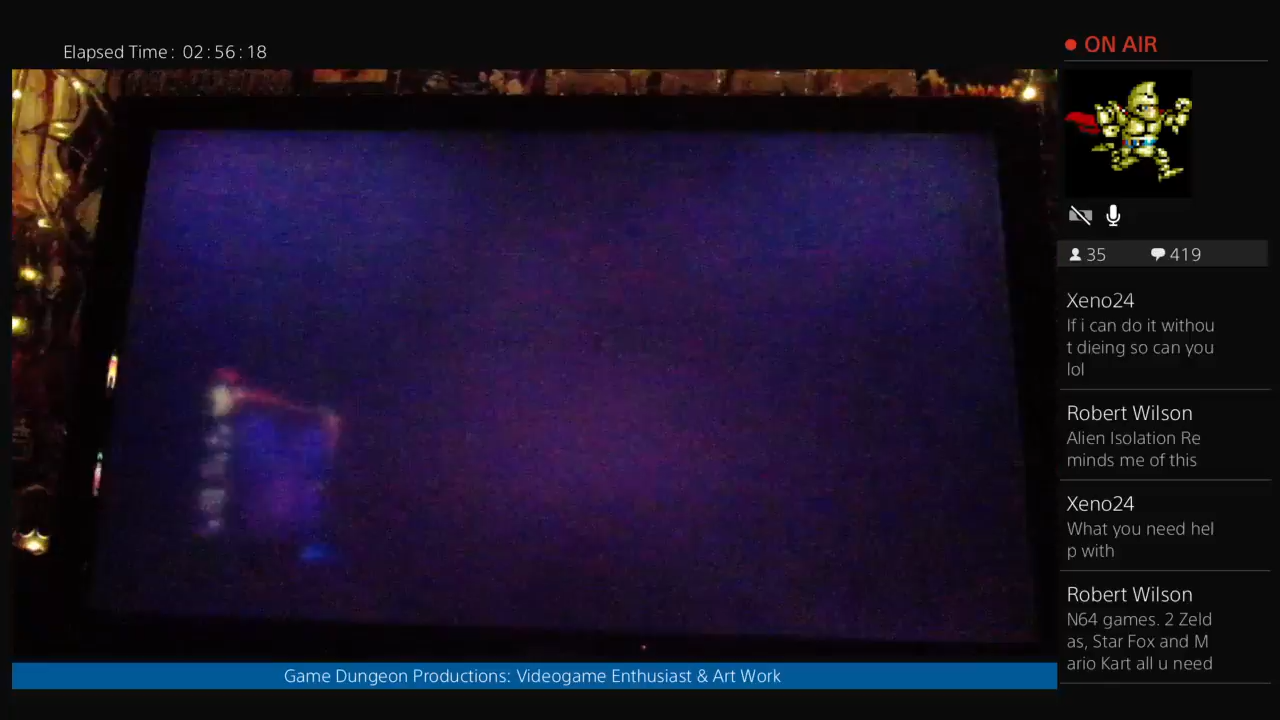 Elapsed Time: 02:56:18
ON AIR
35
419
Xeno24
If i can do it withou
t dieing so can you
lol
Robert Wilson
Alien Isolation Re
minds me of this
Xeno24
What you need hel
p with
Robert Wilson
N64 games. 2 Zeld
as, Star Fox and M
ario Kart all u need
Game Dungeon Productions: Videogame Enthusiast & Art Work